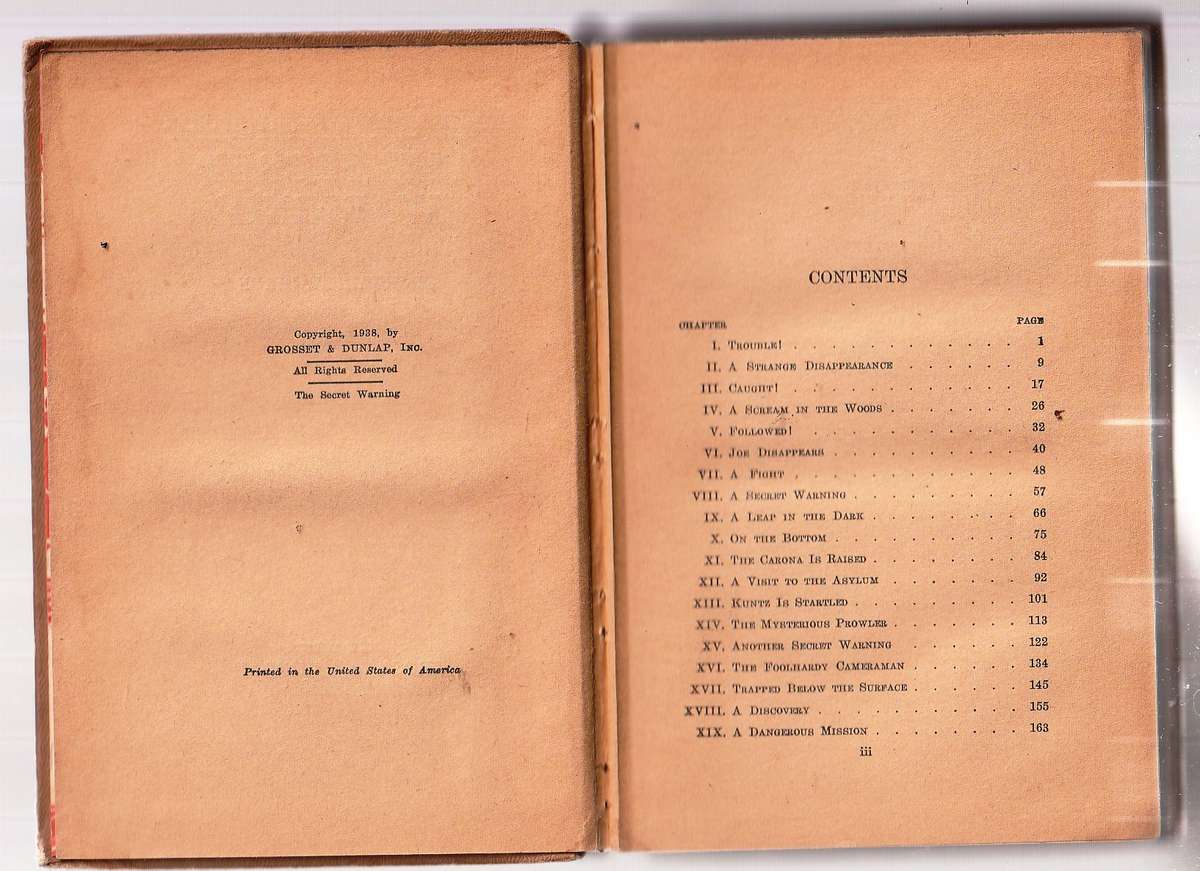 Copyright, 1938, by
GROSSET & DUNLAP, Inc.
All Rights Reserved
The Secret Warning
Printed in the United States of America
CONTENTS
CHAPTER PAGE
I. Trouble! . . . . . . . . . . . . . 1
II. A Strange Disappearance . . . . . . . 9
III. Caught! . . . . . . . . . . . . . 17
IV. A Scream in the Woods . . . . . . . 26
V. Followed! . . . . . . . . . . . . 32
VI. Joe Disappears . . . . . . . . . . 40
VII. A Fight . . . . . . . . . . . . 48
VIII. A Secret Warning . . . . . . . . . 57
IX. A Leap in the Dark . . . . . . . . 66
X. On the Bottom . . . . . . . . . . 75
XI. The Carona Is Raised . . . . . . . . 84
XII. A Visit to the Asylum . . . . . . . 92
XIII. Kuntz Is Startled . . . . . . . . . 101
XIV. The Mysterious Prowler . . . . . . . 113
XV. Another Secret Warning . . . . . . . 122
XVI. The Foolhardy Cameraman . . . . . . 134
XVII. Trapped Below the Surface . . . . . . 145
XVIII. A Discovery . . . . . . . . . . . 155
XIX. A Dangerous Mission . . . . . . . . 163
iii